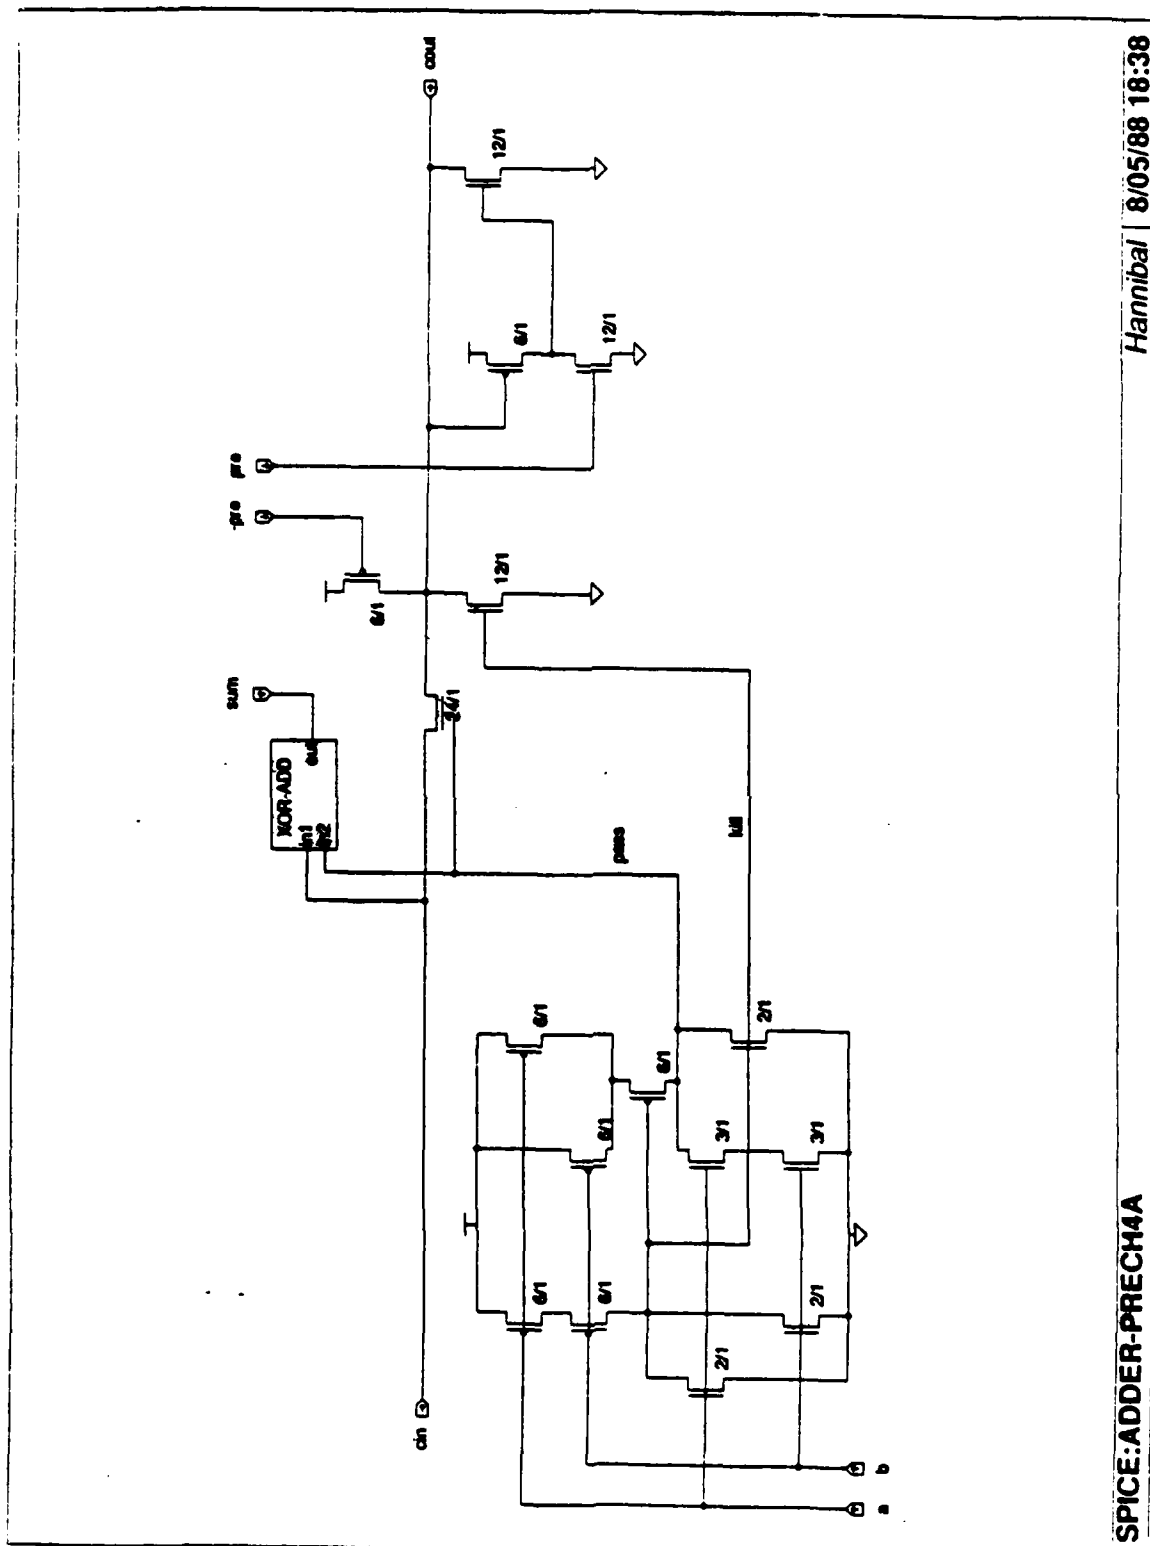 cout
12/1
6/1
12/1
pre
-pre
6/1
12/1
sum
XOR-ADD
in1
in2
out
24/1
pass
kill
6/1
6/1
6/1
2/1
3/1
3/1
6/1
6/1
2/1
2/1
cin
a
b
SPICE:ADDER-PRECH4A
Hannibal | 8/05/88 18:38